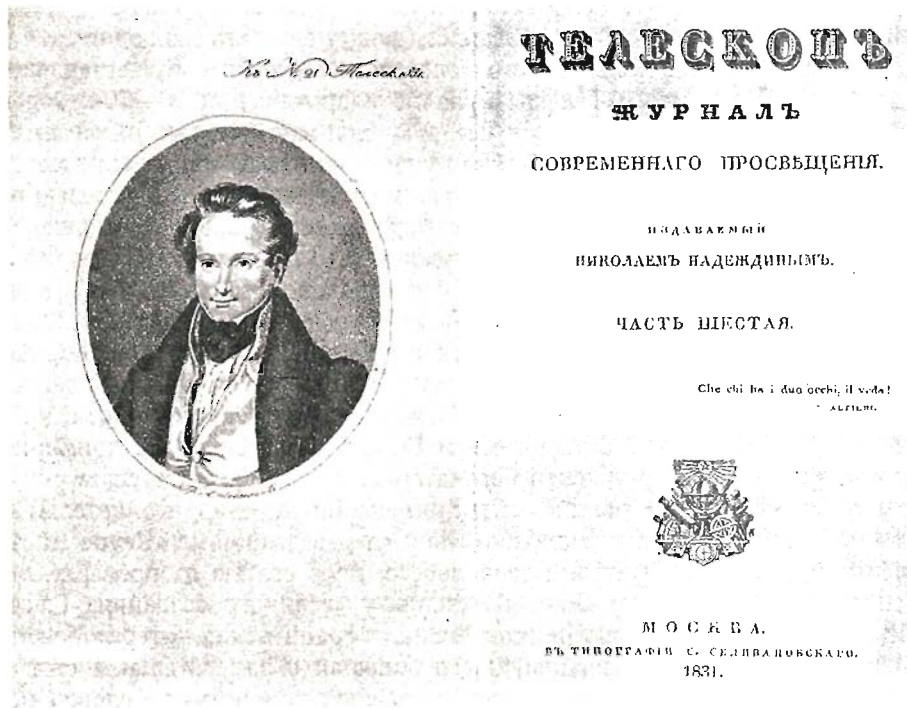 Къ № 21 Телескопа.
ТЕЛЕСКОПЪ
ЖУРНАЛЪ
СОВРЕМЕННАГО ПРОСВѢЩЕНІЯ.
ИЗДАВАЕМЫЙ
НИКОЛАЕМЪ НАДЕЖДИНЫМЪ.
ЧАСТЬ ШЕСТАЯ.
Che chi ha i duo occhi, il veda!
ALFIERI.
МОСКВА.
ВЪ ТИПОГРАФІИ С. СЕЛИВАНОВСКАГО.
1831.